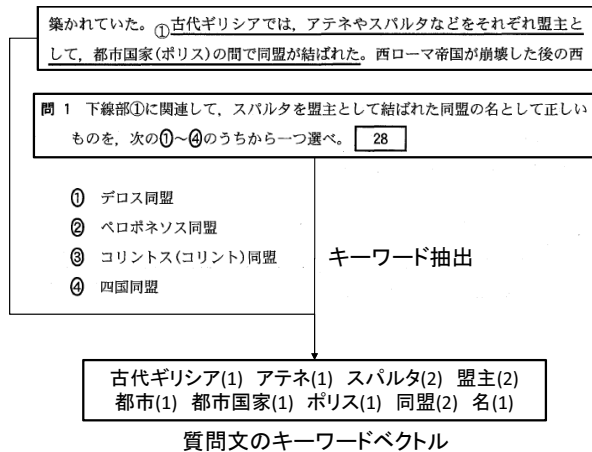 築かれていた。①古代ギリシアでは，アテネやスパルタなどをそれぞれ盟主と
して，都市国家(ポリス)の間で同盟が結ばれた。西ローマ帝国が崩壊した後の西
問 1 下線部①に関連して，スパルタを盟主として結ばれた同盟の名として正しい
ものを，次の①～④のうちから一つ選べ。 28
① デロス同盟
② ペロポネソス同盟
③ コリントス(コリント)同盟
④ 四国同盟
キーワード抽出
古代ギリシア(1) アテネ(1) スパルタ(2) 盟主(2)
都市(1) 都市国家(1) ポリス(1) 同盟(2) 名(1)
質問文のキーワードベクトル